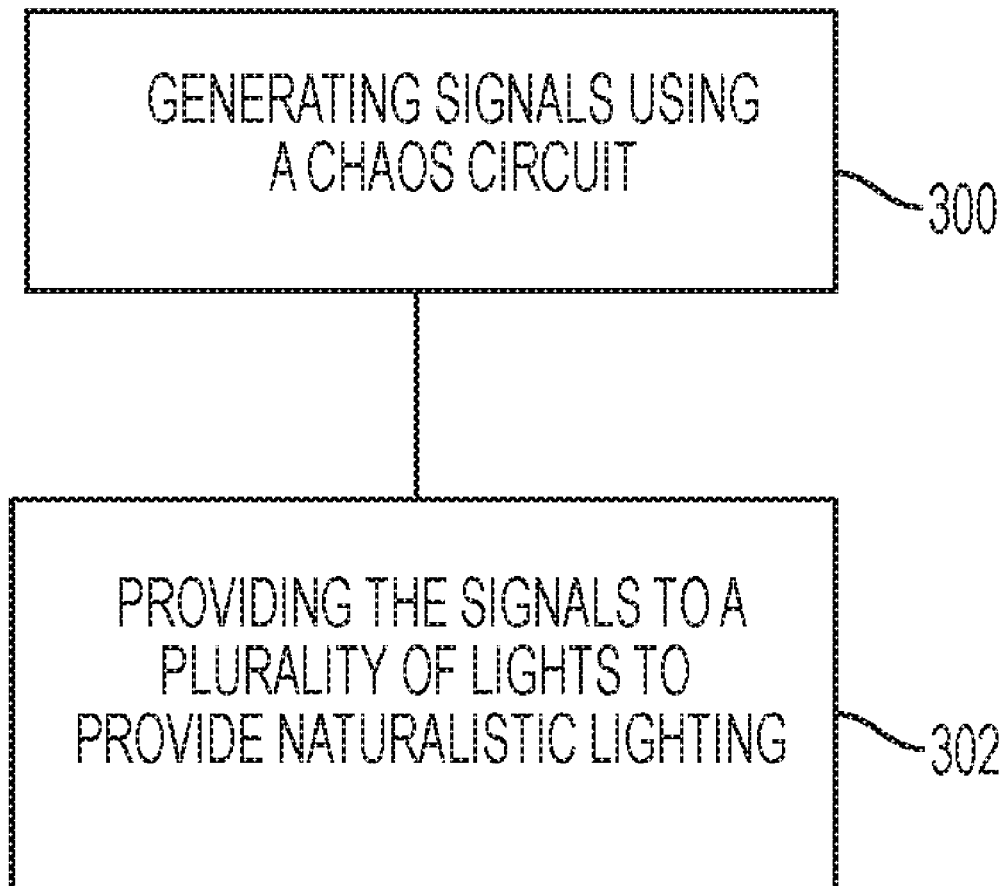 GENERATING SIGNALS USING
A CHAOS CIRCUIT
300
PROVIDING THE SIGNALS TO A
PLURALITY OF LIGHTS TO
PROVIDE NATURALISTIC LIGHTING
302